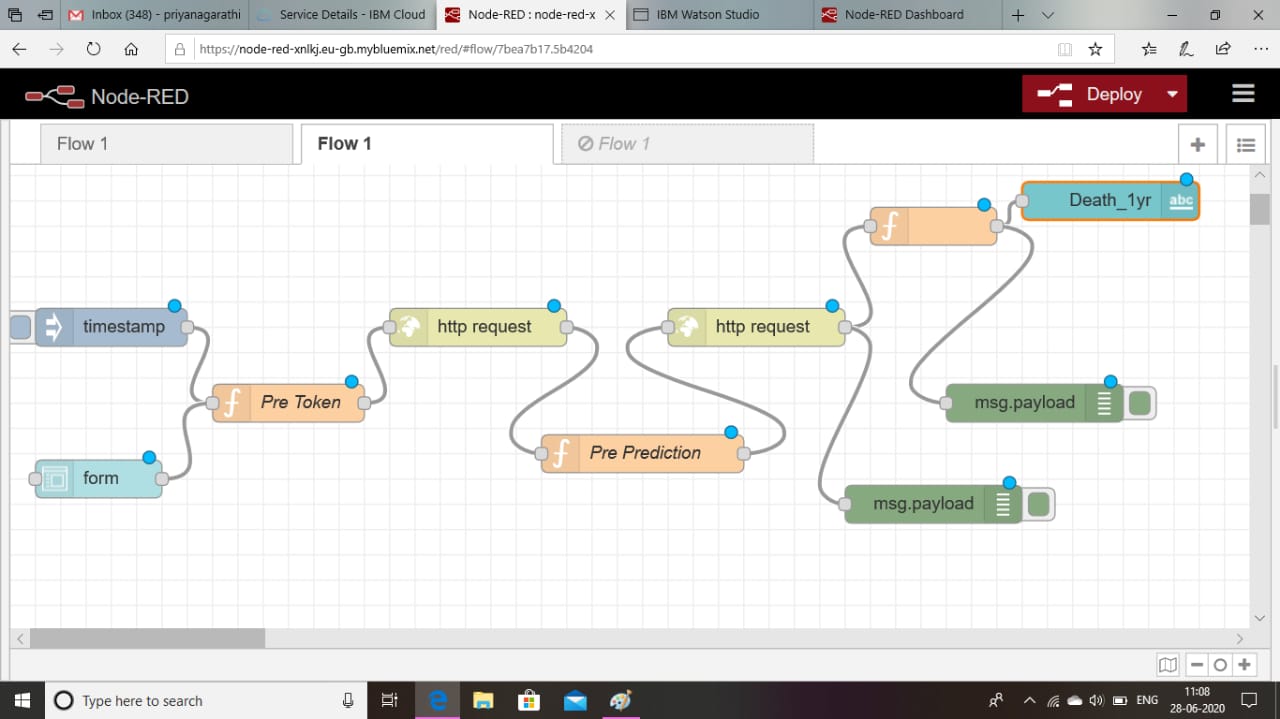 Inbox (348) - priyanagarathi
Service Details - IBM Cloud
Node-RED : node-red-x
IBM Watson Studio
Node-RED Dashboard
https://node-red-xnlkj.eu-gb.mybluemix.net/red/#flow/7bea7b17.5b4204
Node-RED
Deploy
Flow 1
Flow 1
Flow 1
Death_1yr
abc
f
timestamp
http request
http request
f
Pre Token
msg.payload
f
Pre Prediction
form
msg.payload
Type here to search
ENG
11:08
28-06-2020